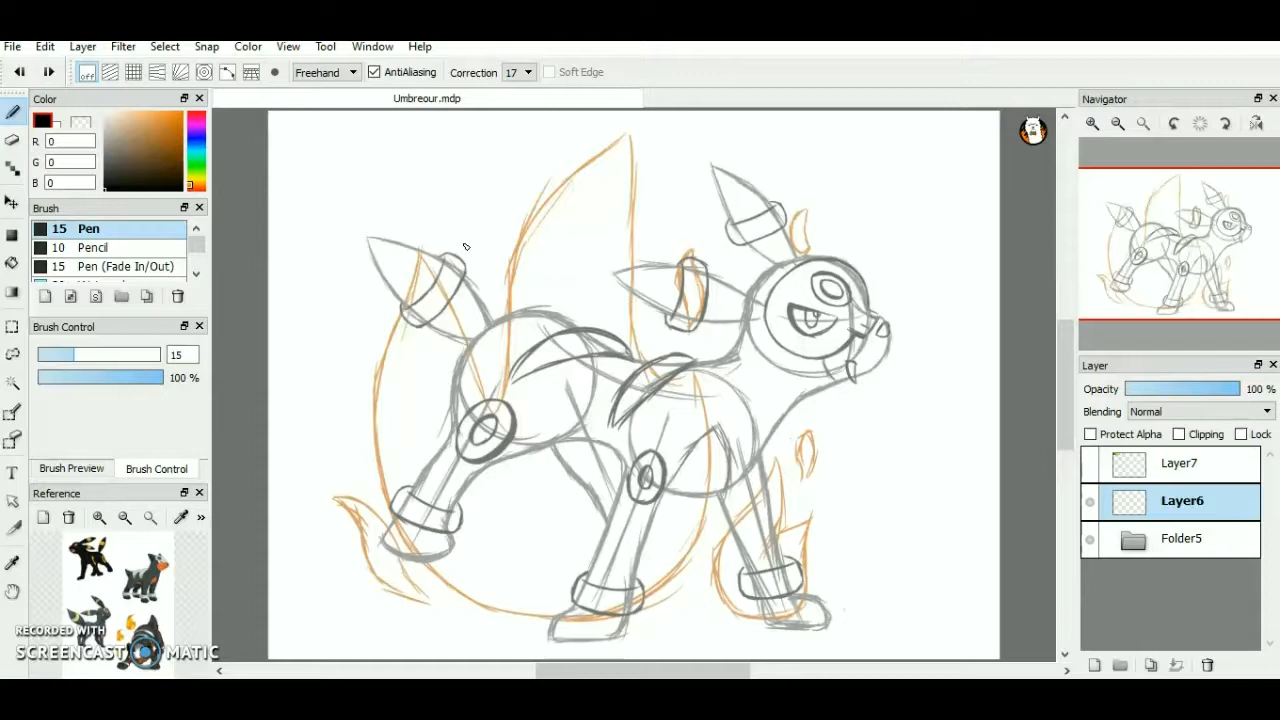 File Edit Layer Filter Select Snap Color View Tool Window Help
off Freehand AntiAliasing Correction 17 Soft Edge
Color
Umbreour.mdp
Navigator
R 0
G 0
B 0
Brush
15 Pen
10 Pencil
15 Pen (Fade In/Out)
Brush Control
15
100 %
Layer
Opacity 100 %
Blending Normal
Protect Alpha Clipping Lock
Layer7
Layer6
Folder5
Brush Preview Brush Control
Reference
RECORDED WITH
SCREENCAST MATIC